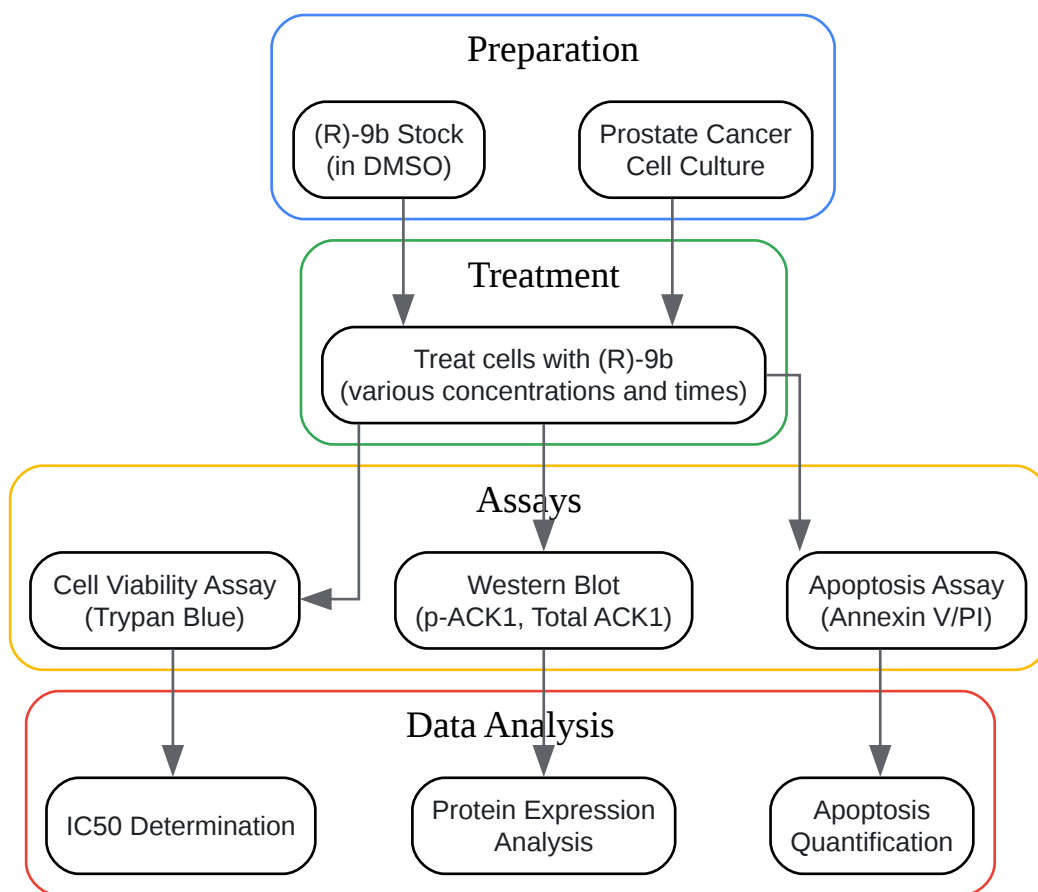 Preparation
(R)-9b Stock
(in DMSO)
Prostate Cancer
Cell Culture
Treatment
Treat cells with (R)-9b
(various concentrations and times)
Assays
Cell Viability Assay
(Trypan Blue)
Western Blot
(p-ACK1, Total ACK1)
Apoptosis Assay
(Annexin V/PI)
Data Analysis
IC50 Determination
Protein Expression
Analysis
Apoptosis
Quantification